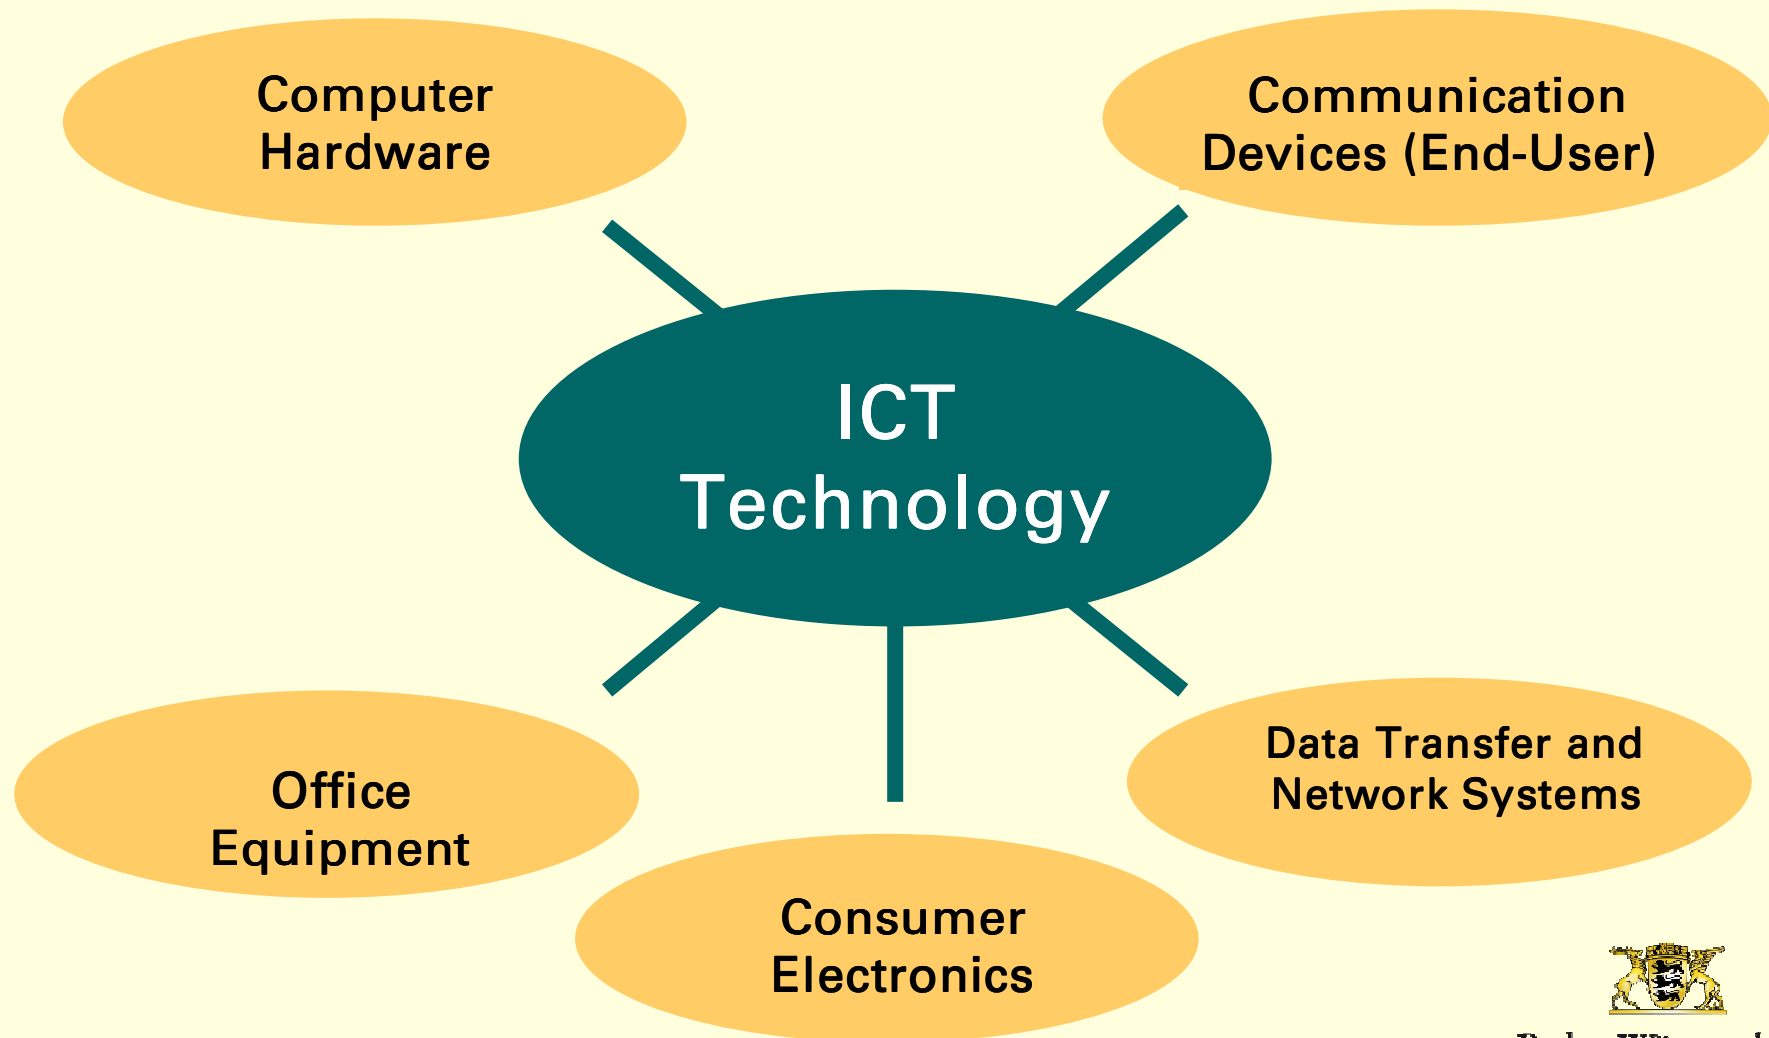 Computer
Hardware
Communication
Devices (End-User)
ICT
Technology
Office
Equipment
Consumer
Electronics
Data Transfer and
Network Systems